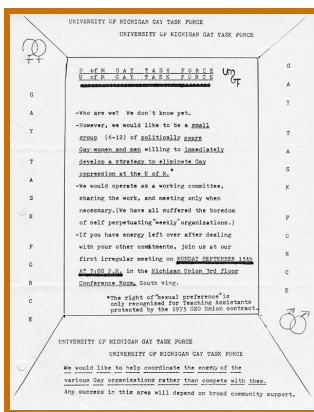 UNIVERSITY OF MICHIGAN GAY TASK FORCE
UNIVERSITY OF MICHIGAN GAY TASK FORCE
U of M GAY TASK FORCE
U of M GAY TASK FORCE
UM
GTF
-Who are we? We don't know yet.
-However, we would like to be a small
group (6-12) of politically aware
Gay women and men willing to immediately
develop a strategy to eliminate Gay
oppression at the U of M.*
-We would operate as a working committee,
sharing the work, and meeting only when
necessary.(We have all suffered the boredom
of self perpetuating "weekly" organizations.)
-If you have energy left over after dealing
with your other commitments, join us at our
first irregular meeting on MONDAY SEPTEMBER 15th
AT 7:00 P.M. in the Michigan Union 3rd floor
Conference Room, South wing.
*The right of "sexual preference" is
only recognized for Teaching Assistants
protected by the 1975 GEO Union contract.
GAY TASK FORCE
GAY TASK FORCE
UNIVERSITY OF MICHIGAN GAY TASK FORCE
UNIVERSITY OF MICHIGAN GAY TASK FORCE
We would like to help coordinate the energy of the
various Gay organizations rather than compete with them.
Any success in this area will depend on broad community support.